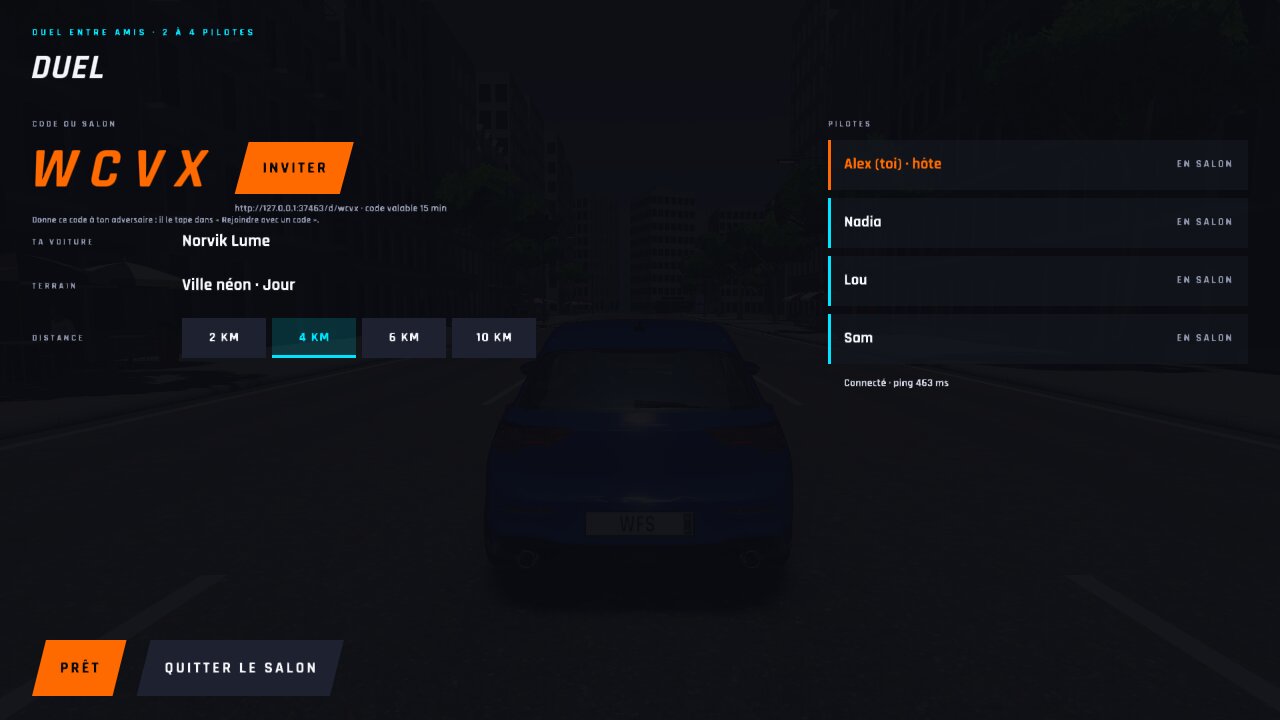 DUEL ENTRE AMIS · 2 À 4 PILOTES
DUEL
CODE DU SALON
WCVX
INVITER
http://127.0.0.1:37463/d/wcvx · code valable 15 min
Donne ce code à ton adversaire : il le tape dans « Rejoindre avec un code ».
TA VOITURE
Norvik Lume
TERRAIN
Ville néon · Jour
DISTANCE
2 KM
4 KM
6 KM
10 KM
PILOTES
Alex (toi) · hôte
EN SALON
Nadia
EN SALON
Lou
EN SALON
Sam
EN SALON
Connecté · ping 463 ms
WFS
PRÊT
QUITTER LE SALON